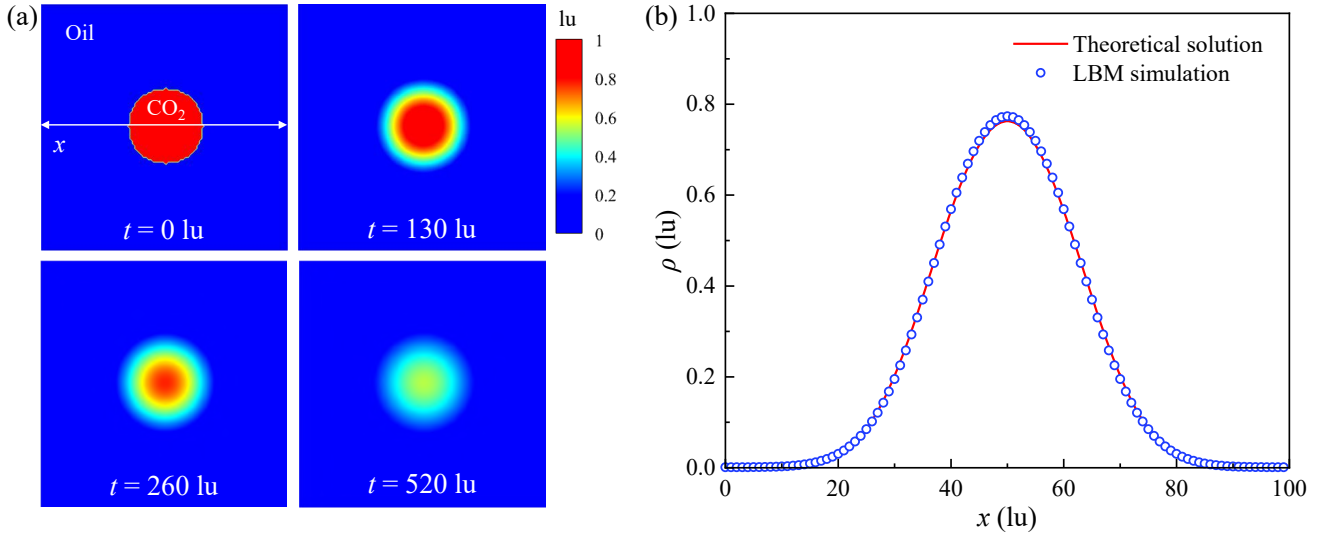 (a)
Oil
CO₂
x
t = 0 lu
t = 130 lu
lu
1
0.8
0.6
0.4
0.2
0
t = 260 lu
t = 520 lu
(b)
1.0
0.8
0.6
0.4
0.2
0.0
ρ (lu)
Theoretical solution
LBM simulation
0 20 40 60 80 100
x (lu)